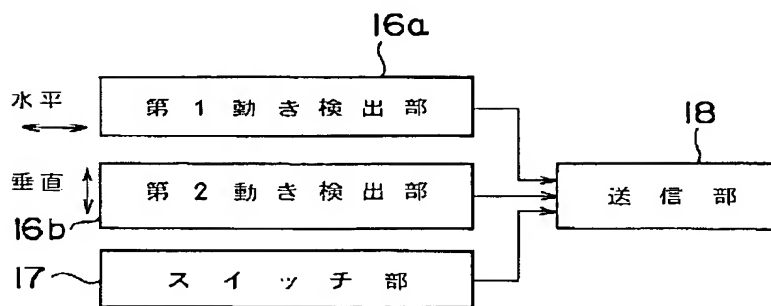 16a
水平
第1動き検出部
18
垂直
第2動き検出部
送信部
16b
17
スイッチ部